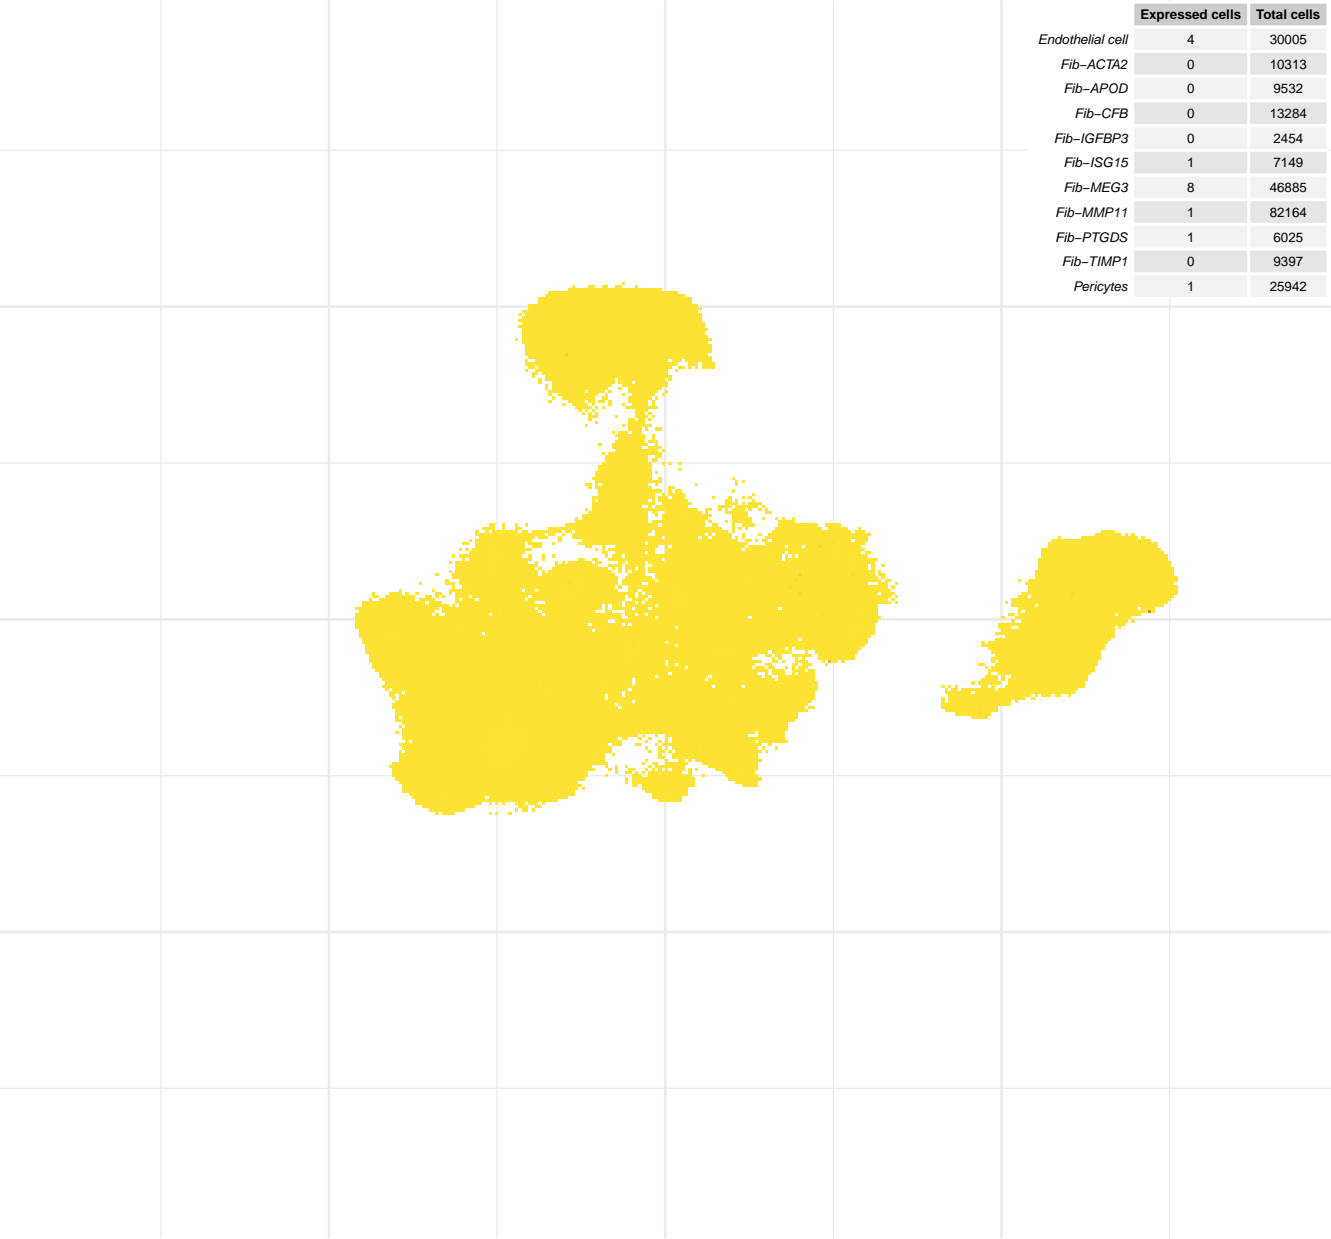 Expressed cells Total cells
Endothelial cell 4 30005
Fib−ACTA2 0 10313
Fib−APOD 0 9532
Fib−CFB 0 13284
Fib−IGFBP3 0 2454
Fib−ISG15 1 7149
Fib−MEG3 8 46885
Fib−MMP11 1 82164
Fib−PTGDS 1 6025
Fib−TIMP1 0 9397
Pericytes 1 25942